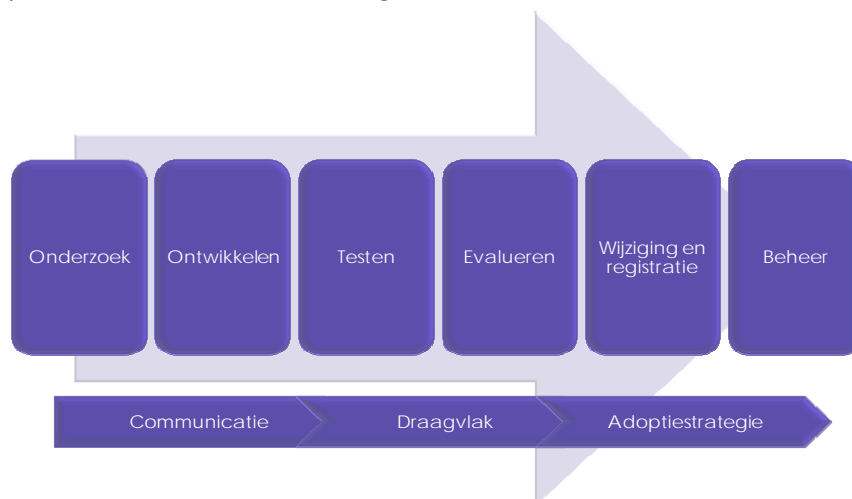 Onderzoek
Ontwikkelen
Testen
Evalueren
Wijziging en
registratie
Beheer
Communicatie
Draagvlak
Adoptiestrategie